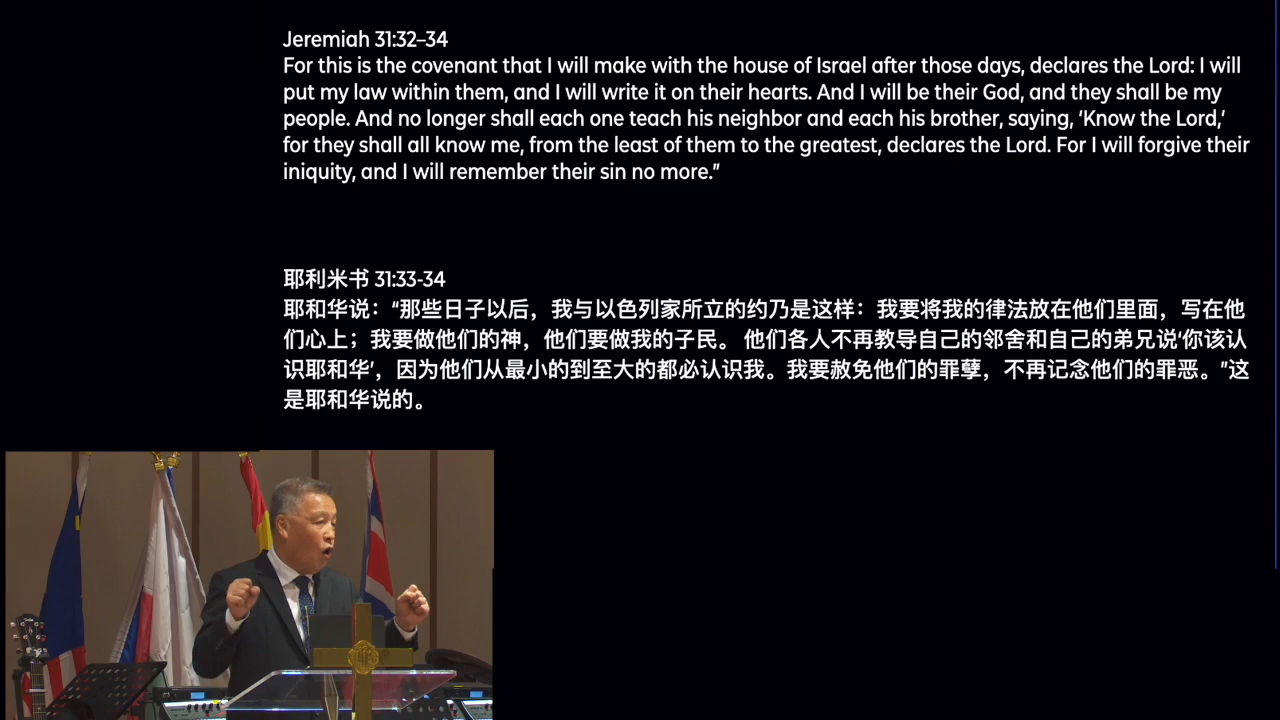 Jeremiah 31:32–34
For this is the covenant that I will make with the house of Israel after those days, declares the Lord: I will
put my law within them, and I will write it on their hearts. And I will be their God, and they shall be my
people. And no longer shall each one teach his neighbor and each his brother, saying, ‘Know the Lord,’
for they shall all know me, from the least of them to the greatest, declares the Lord. For I will forgive their
iniquity, and I will remember their sin no more.”
耶利米书 31:33-34
耶和华说：“那些日子以后，我与以色列家所立的约乃是这样：我要将我的律法放在他们里面，写在他
们心上；我要做他们的神，他们要做我的子民。 他们各人不再教导自己的邻舍和自己的弟兄说‘你该认
识耶和华’，因为他们从最小的到至大的都必认识我。我要赦免他们的罪孽，不再记念他们的罪恶。”这
是耶和华说的。